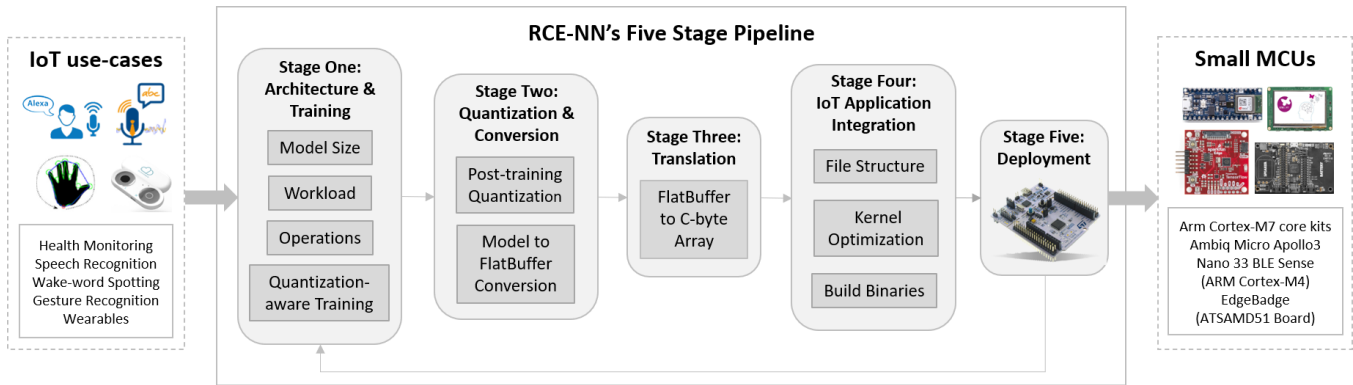 RCE-NN's Five Stage Pipeline
IoT use-cases
Alexa
abc
Health Monitoring
Speech Recognition
Wake-word Spotting
Gesture Recognition
Wearables
Stage One:
Architecture &
Training
Model Size
Workload
Operations
Quantization-
aware Training
Stage Two:
Quantization &
Conversion
Post-training
Quantization
Model to
FlatBuffer
Conversion
Stage Three:
Translation
FlatBuffer
to C-byte
Array
Stage Four:
IoT Application
Integration
File Structure
Kernel
Optimization
Build Binaries
Stage Five:
Deployment
Small MCUs
Arm Cortex-M7 core kits
Ambiq Micro Apollo3
Nano 33 BLE Sense
(ARM Cortex-M4)
EdgeBadge
(ATSAMD51 Board)